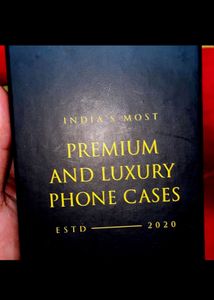 INDIA'S MOST
PREMIUM
AND LUXURY
PHONE CASES
ESTD —— 2020